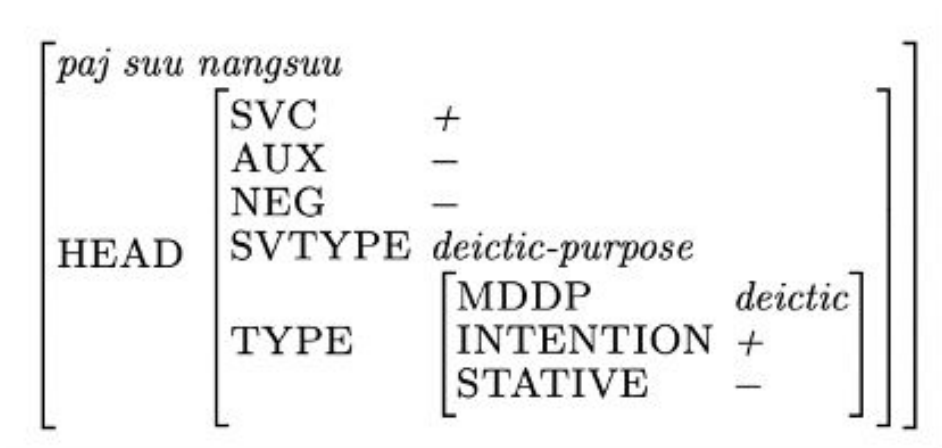 paj suu nangsuu
SVC +
AUX −
NEG −
HEAD SVTYPE deictic-purpose
MDDP deictic
TYPE INTENTION +
STATIVE −